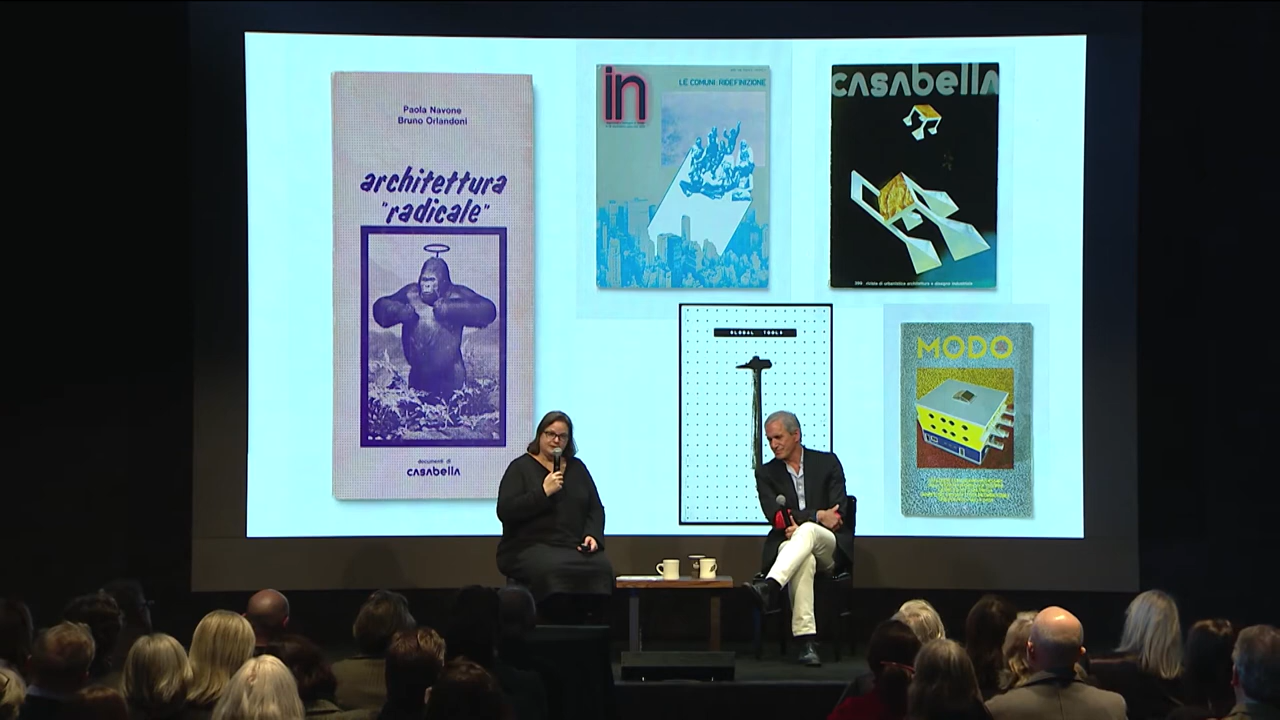 Paola Navone
Bruno Orlandoni
architettura
"radicale"
documenti di
CASABELLA
in
LE COMUNI: RIDEFINIZIONE
CASABELLA
rivista di urbanistica architettura e disegno industriale
GLOBAL TOOLS
MODO